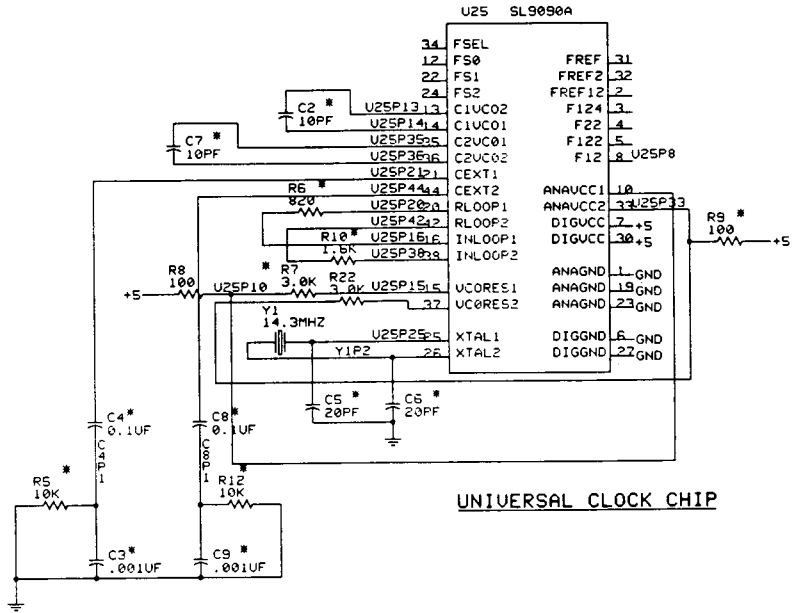 U25 SL9090A
34 FSEL
12 FS0
22 FS1
24 FS2
U25P13 13 C1VCO2
U25P14 14 C1VCO1
U25P35 35 C2VCO1
U25P36 36 C2VCO2
U25P21 21 CEXT1
U25P44 44 CEXT2
U25P20 20 RLOOP1
U25P42 42 RLOOP2
U25P16 16 INLOOP1
U25P38 38 INLOOP2
U25P15 15 VCORES1
37 VCORES2
U25P25 25 XTAL1
Y1P2 26 XTAL2
FREF 31
FREF2 32
FREF12 2
F124 3
F22 4
F122 5
F12 8 U25P8
ANAVCC1 10
ANAVCC2 33 U25P33
DIGVCC 7 +5
DIGVCC 30 +5
ANAGND 1 GND
ANAGND 19 GND
ANAGND 23 GND
DIGGND 6 GND
DIGGND 27 GND
C2 *
10PF
C7 *
10PF
R6 *
820
R10 *
1.6K
R8
100
+5
U25P10 *
R7
3.0K
R22
3.0K
Y1
14.3MHZ
R9 *
100
+5
C5 *
20PF
C6 *
20PF
C4 *
0.1UF
C4P1
C8 *
0.1UF
C8P1
R5 *
10K
R12 *
10K
C3 *
.001UF
C9 *
.001UF
UNIVERSAL CLOCK CHIP